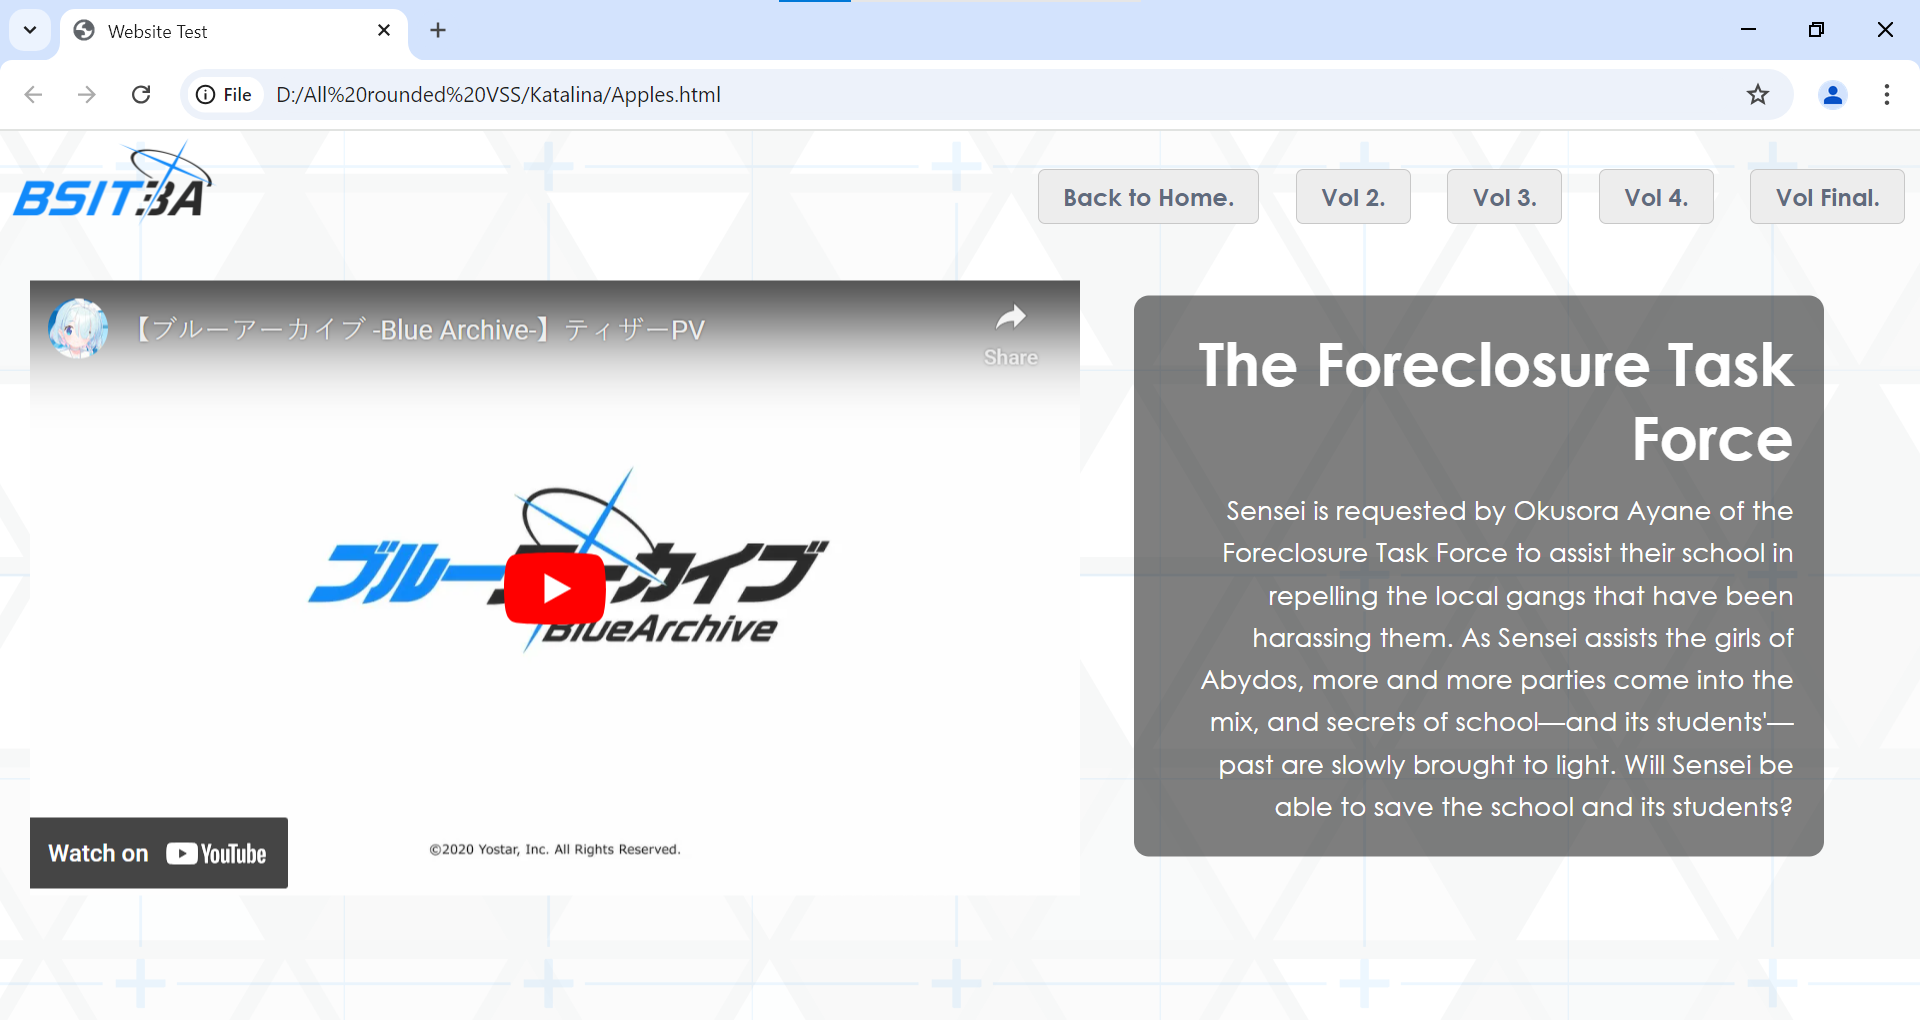 Website Test
File
D:/All%20rounded%20VSS/Katalina/Apples.html
BSIT3A
Back to Home.
Vol 2.
Vol 3.
Vol 4.
Vol Final.
【ブルーアーカイブ -Blue Archive-】ティザーPV
Share
ブルーアーカイブ
BlueArchive
Watch on YouTube
©2020 Yostar, Inc. All Rights Reserved.
The Foreclosure Task
Force
Sensei is requested by Okusora Ayane of the
Foreclosure Task Force to assist their school in
repelling the local gangs that have been
harassing them. As Sensei assists the girls of
Abydos, more and more parties come into the
mix, and secrets of school—and its students'—
past are slowly brought to light. Will Sensei be
able to save the school and its students?